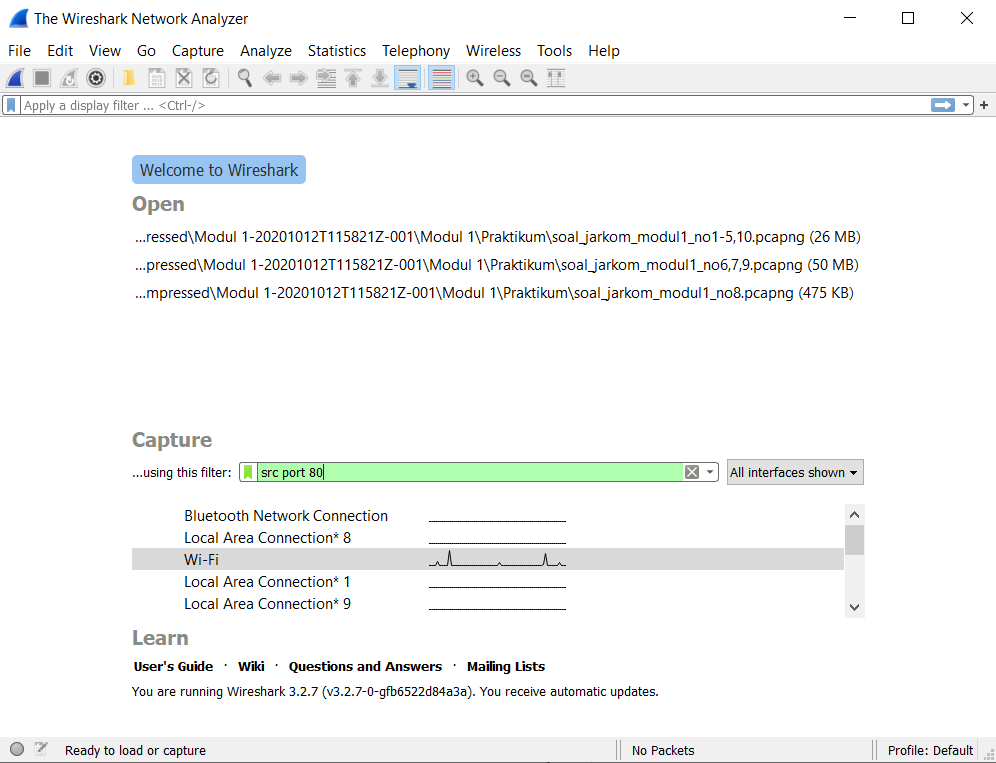 The Wireshark Network Analyzer
File Edit View Go Capture Analyze Statistics Telephony Wireless Tools Help
Apply a display filter ... <Ctrl-/>
+
Welcome to Wireshark
Open
...ressed\Modul 1-20201012T115821Z-001\Modul 1\Praktikum\soal_jarkom_modul1_no1-5,10.pcapng (26 MB)
...pressed\Modul 1-20201012T115821Z-001\Modul 1\Praktikum\soal_jarkom_modul1_no6,7,9.pcapng (50 MB)
...mpressed\Modul 1-20201012T115821Z-001\Modul 1\Praktikum\soal_jarkom_modul1_no8.pcapng (475 KB)
Capture
...using this filter: src port 80 All interfaces shown
Bluetooth Network Connection
Local Area Connection* 8
Wi-Fi
Local Area Connection* 1
Local Area Connection* 9
Learn
User's Guide · Wiki · Questions and Answers · Mailing Lists
You are running Wireshark 3.2.7 (v3.2.7-0-gfb6522d84a3a). You receive automatic updates.
Ready to load or capture No Packets Profile: Default